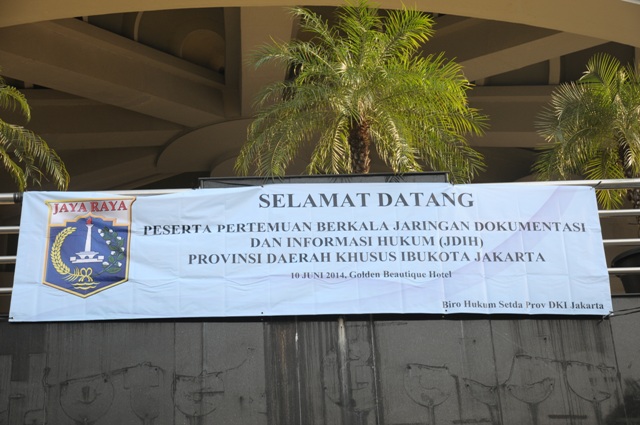 JAYA RAYA
SELAMAT DATANG
PESERTA PERTEMUAN BERKALA JARINGAN DOKUMENTASI
DAN INFORMASI HUKUM (JDIH)
PROVINSI DAERAH KHUSUS IBUKOTA JAKARTA
10 JUNI 2014, Golden Beautique Hotel
Biro Hukum Setda Prov DKI Jakarta